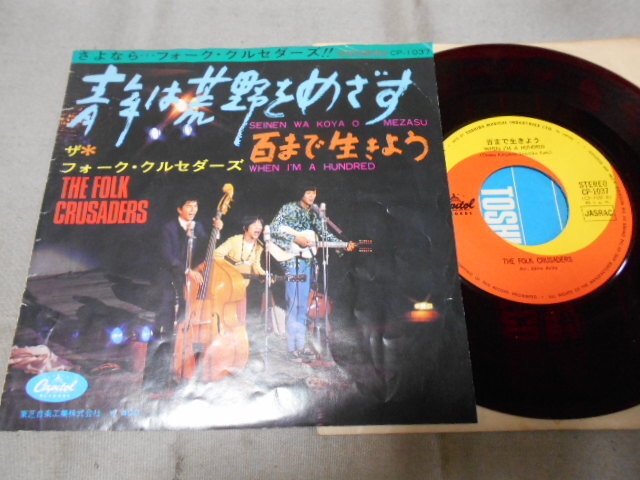 さよなら…フォーク・クルセダーズ!!
CP-1037
青年は荒野をめざす
SEINEN WA KOYA O MEZASU
百まで生きよう
WHEN I'M A HUNDRED
ザ*
フォーク・クルセダーズ
THE FOLK
CRUSADERS
Capitol
東芝音楽工業株式会社
Capitol
RECORDS
百まで生きよう
WHEN I'M A HUNDRED
TOSH
STEREO
CP-1037
JASRAC
THE FOLK CRUSADERS